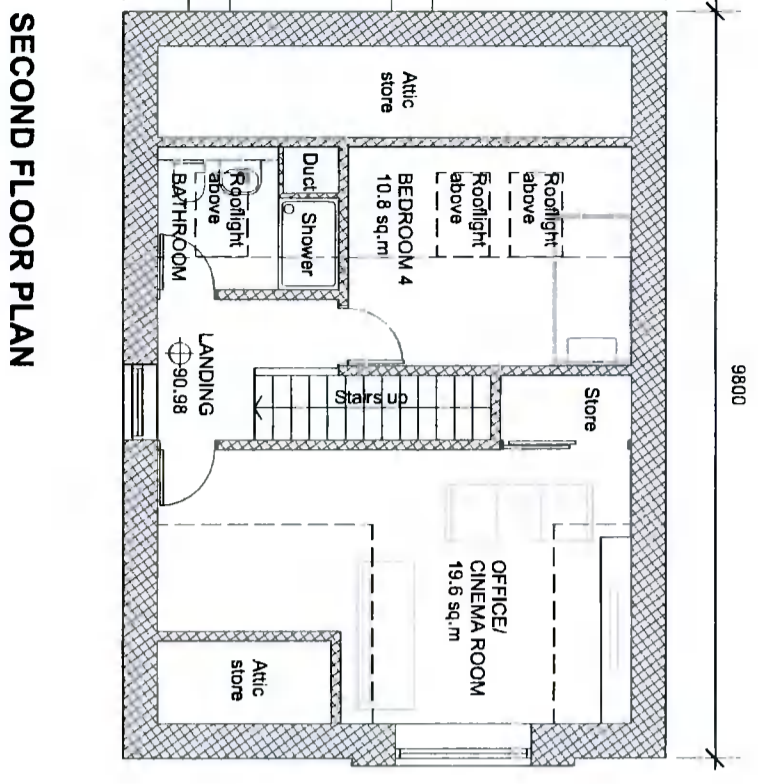 SECOND FLOOR PLAN
9800
Attic
store
Rooflight
above
BATHROOM
Duct
Shower
BEDROOM 4
10.8 sq.m
Rooflight
above
Rooflight
above
LANDING
90.98
Stairs up
Store
OFFICE/
CINEMA ROOM
19.6 sq.m
Attic
store